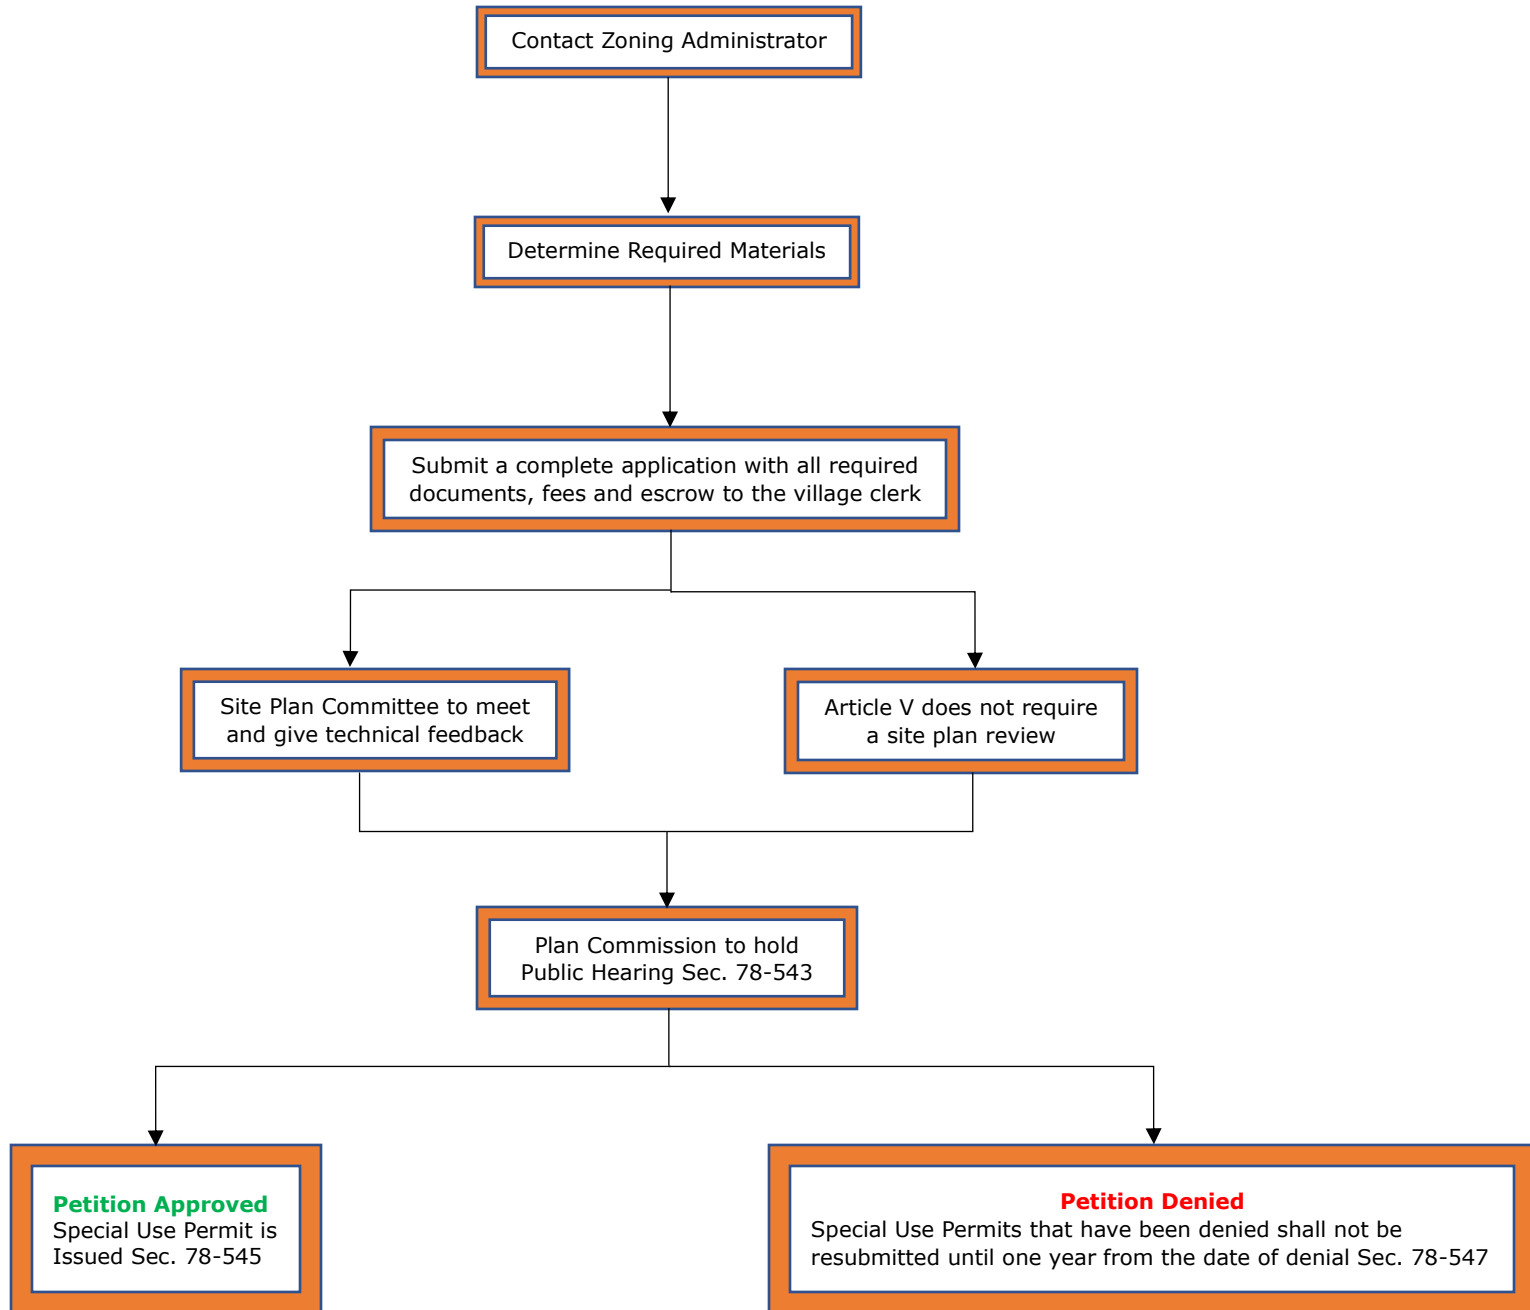 Contact Zoning Administrator
Determine Required Materials
Submit a complete application with all required
documents, fees and escrow to the village clerk
Site Plan Committee to meet
and give technical feedback
Article V does not require
a site plan review
Plan Commission to hold
Public Hearing Sec. 78-543
Petition Approved
Special Use Permit is
Issued Sec. 78-545
Petition Denied
Special Use Permits that have been denied shall not be
resubmitted until one year from the date of denial Sec. 78-547